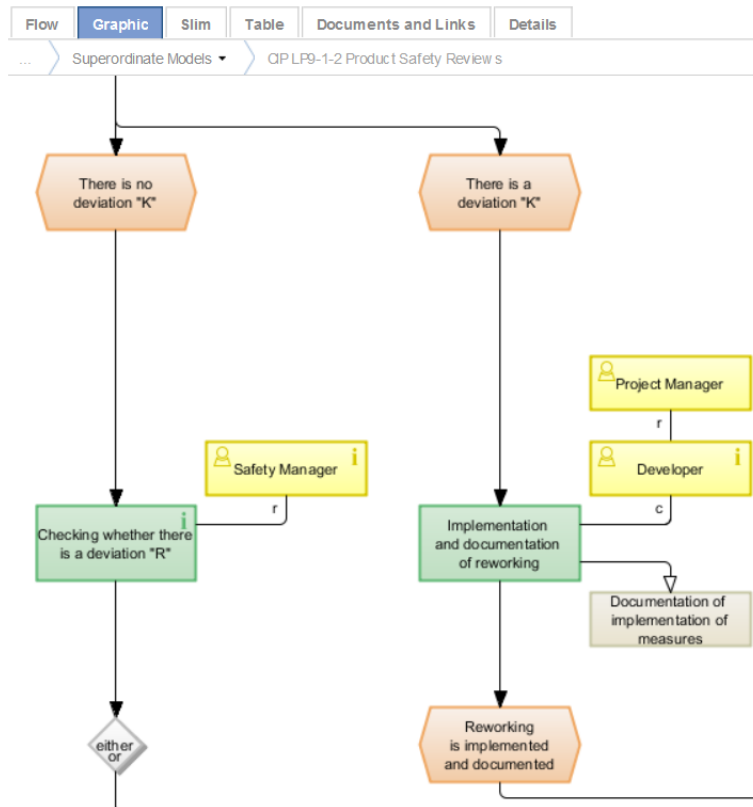 Flow Graphic Slim Table Documents and Links Details
... Superordinate Models CIP LP9-1-2 Product Safety Reviews
There is no
deviation "K"
There is a
deviation "K"
Project Manager
r
Safety Manager
i
r
Developer
i
c
Checking whether there
is a deviation "R"
i
Implementation
and documentation
of reworking
Documentation of
implementation of
measures
either
or
Reworking
is implemented
and documented